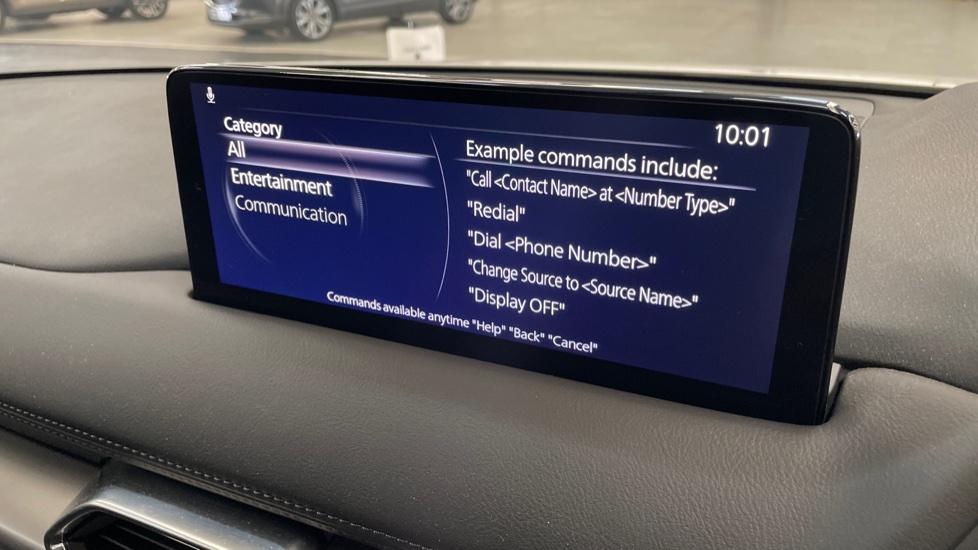 10:01
Category
All
Entertainment
Communication
Example commands include:
"Call <Contact Name> at <Number Type>"
"Redial"
"Dial <Phone Number>"
"Change Source to <Source Name>"
"Display OFF"
Commands available anytime "Help" "Back" "Cancel"